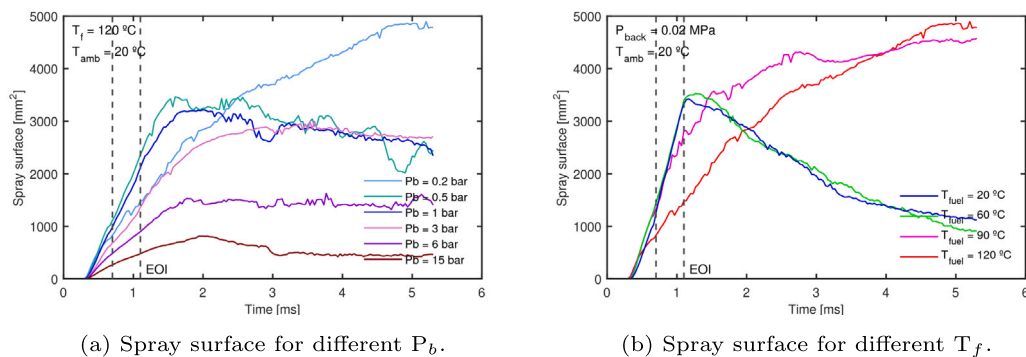 T_f = 120 ºC
T_amb = 20 ºC
Spray surface [mm²]
5000
4000
3000
2000
1000
0
Pb = 0.2 bar
Pb = 0.5 bar
Pb = 1 bar
Pb = 3 bar
Pb = 6 bar
Pb = 15 bar
EOI
0 1 2 3 4 5 6
Time [ms]
(a) Spray surface for different P_b.
P_back = 0.02 MPa
T_amb = 20 ºC
Spray surface [mm²]
5000
4000
3000
2000
1000
0
T_fuel = 20 ºC
T_fuel = 60 ºC
T_fuel = 90 ºC
T_fuel = 120 ºC
EOI
0 1 2 3 4 5 6
Time [ms]
(b) Spray surface for different T_f.